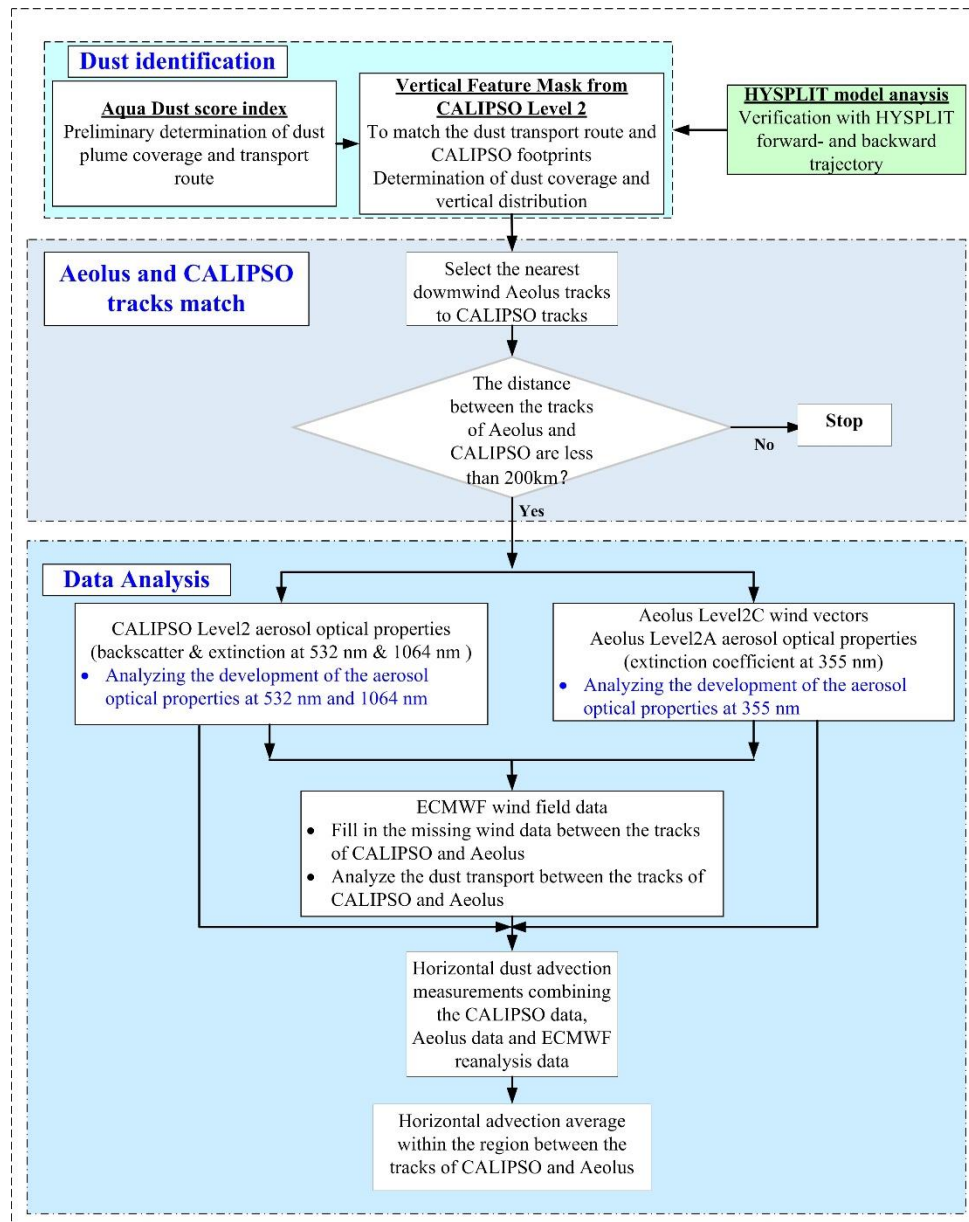 Dust identification
Aqua Dust score index
Preliminary determination of dust
plume coverage and transport
route
Vertical Feature Mask from
CALIPSO Level 2
To match the dust transport route and
CALIPSO footprints
Determination of dust coverage and
vertical distribution
HYSPLIT model anaysis
Verification with HYSPLIT
forward- and backward
trajectory
Aeolus and CALIPSO
tracks match
Select the nearest
dowmwind Aeolus tracks
to CALIPSO tracks
The distance
between the tracks
of Aeolus and
CALIPSO are less
than 200km?
No
Stop
Yes
Data Analysis
CALIPSO Level2 aerosol optical properties
(backscatter & extinction at 532 nm & 1064 nm )
• Analyzing the development of the aerosol
optical properties at 532 nm and 1064 nm
Aeolus Level2C wind vectors
Aeolus Level2A aerosol optical properties
(extinction coefficient at 355 nm)
• Analyzing the development of the aerosol
optical properties at 355 nm
ECMWF wind field data
• Fill in the missing wind data between the tracks
of CALIPSO and Aeolus
• Analyze the dust transport between the tracks of
CALIPSO and Aeolus
Horizontal dust advection
measurements combining
the CALIPSO data,
Aeolus data and ECMWF
reanalysis data
Horizontal advection average
within the region between the
tracks of CALIPSO and Aeolus